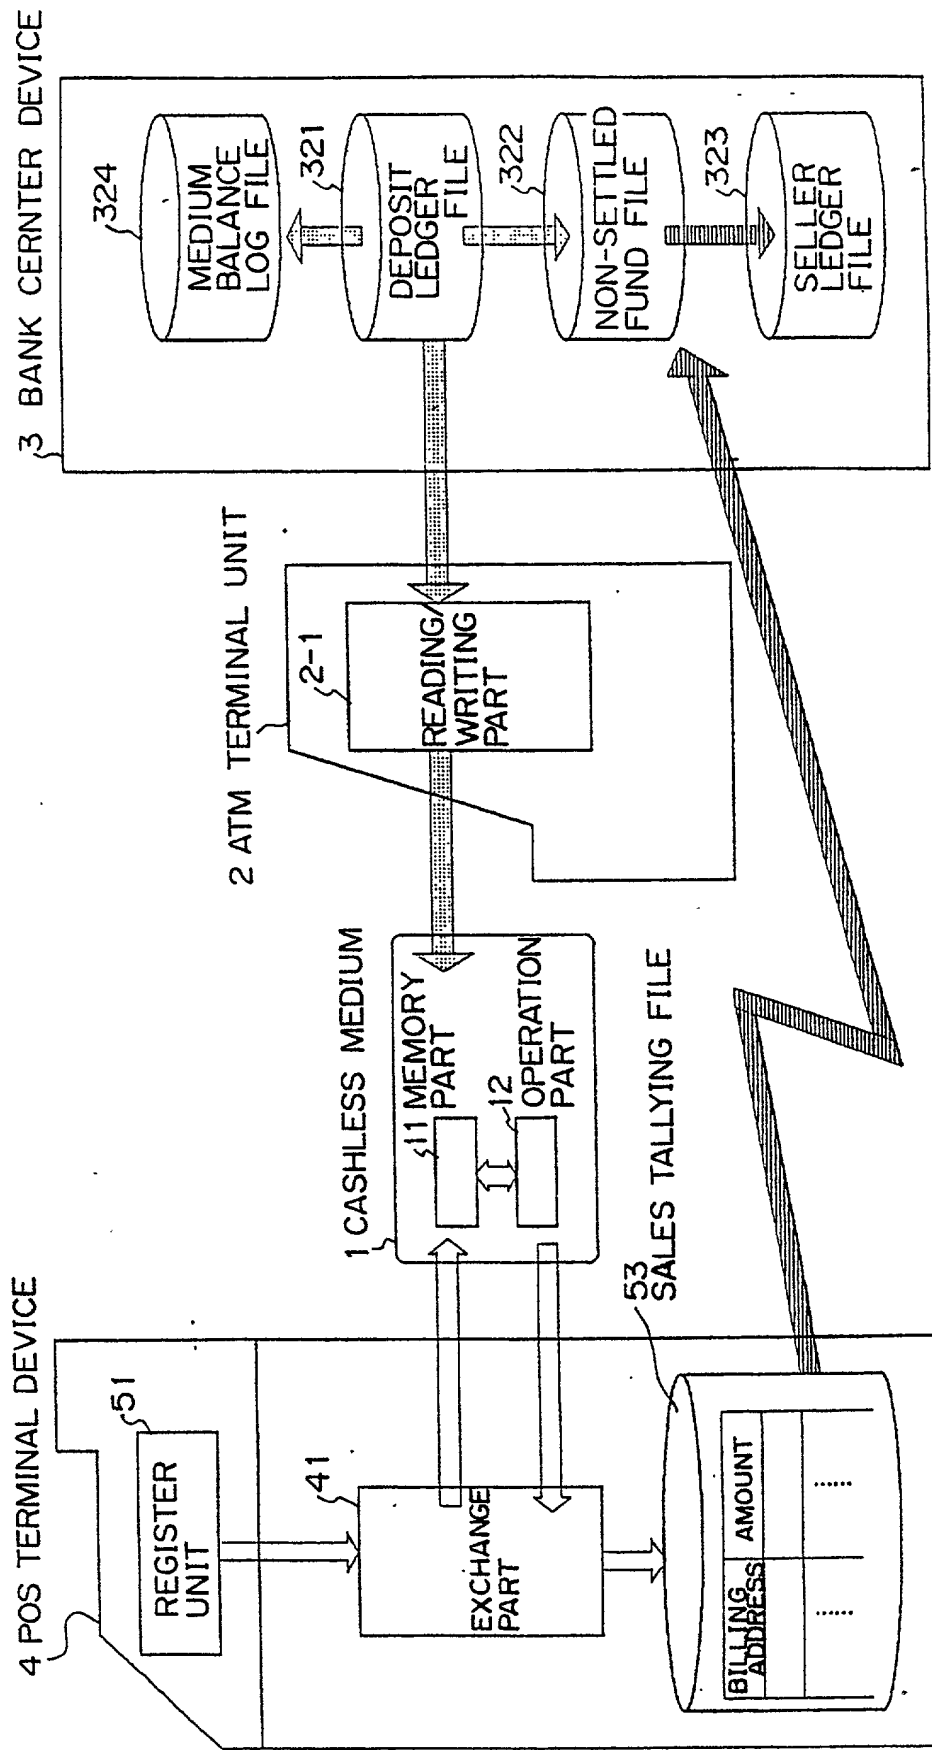 4 POS TERMINAL DEVICE
51
REGISTER
UNIT
41
EXCHANGE
PART
53
SALES TALLYING FILE
BILLING
ADDRESS
AMOUNT
......
......
1 CASHLESS MEDIUM
11 MEMORY
PART
12
OPERATION
PART
2 ATM TERMINAL UNIT
2-1
READING/
WRITING
PART
3 BANK CERNTER DEVICE
324
MEDIUM
BALANCE
LOG FILE
321
DEPOSIT
LEDGER
FILE
322
NON-SETTLED
FUND FILE
323
SELLER
LEDGER
FILE